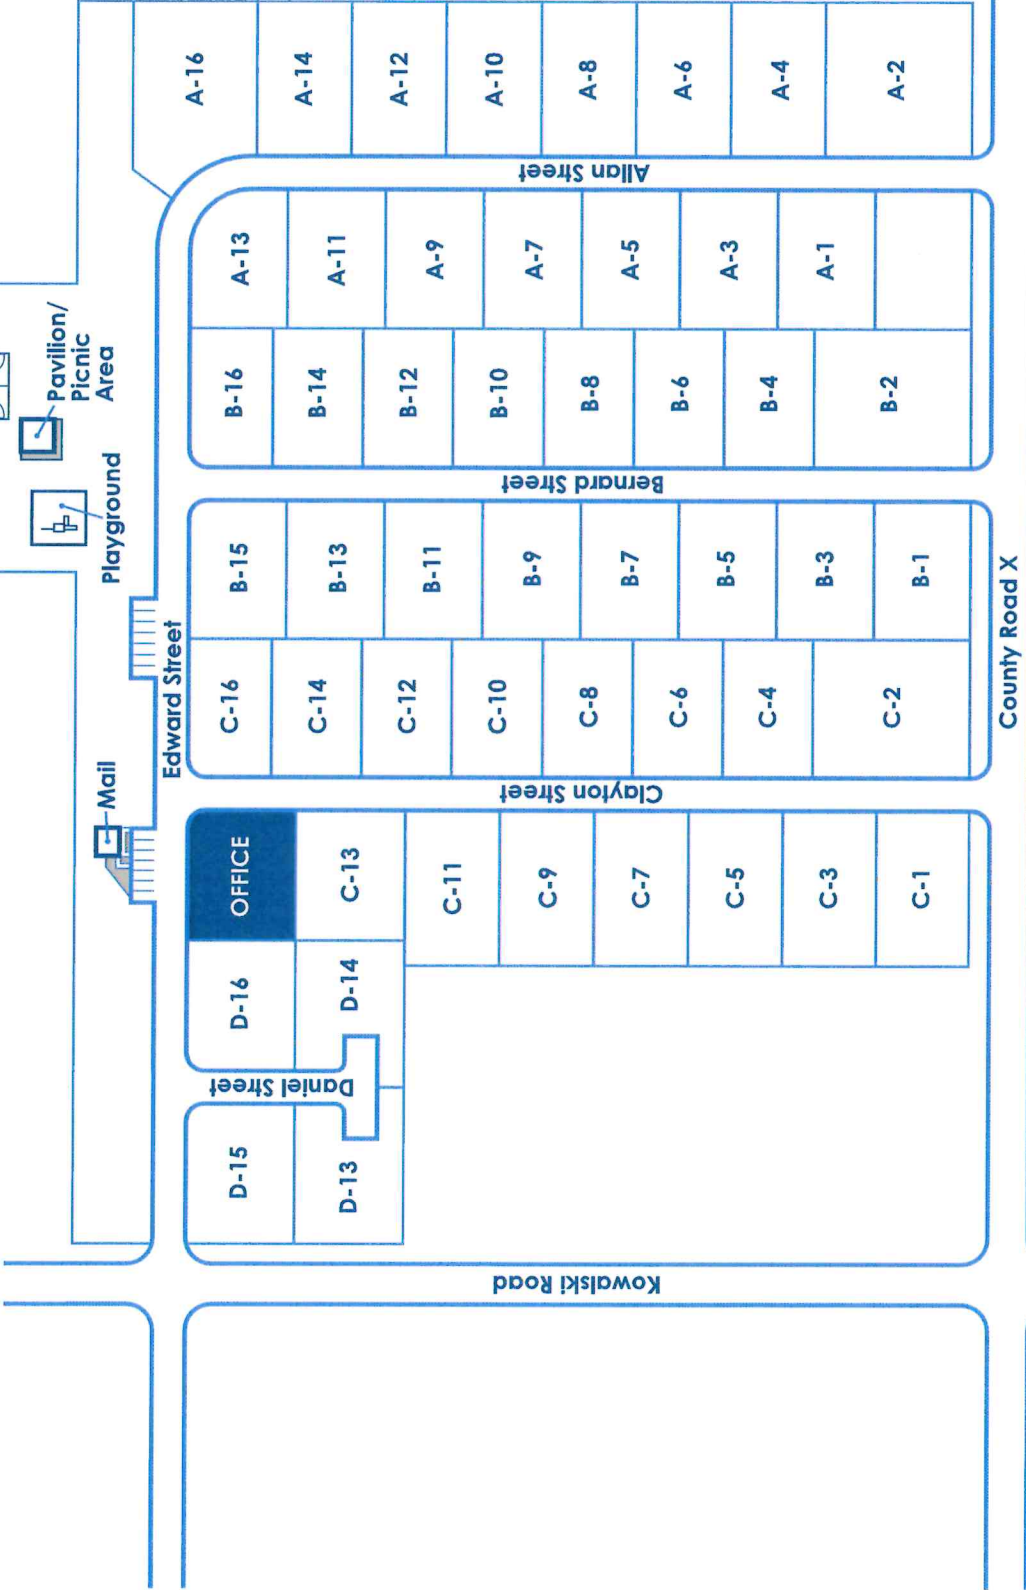 A-16
A-14
A-12
A-10
A-8
A-6
A-4
A-2
Allan Street
A-13
A-11
A-9
A-7
A-5
A-3
A-1
Pavilion/
Picnic
Area
B-16
B-14
B-12
B-10
B-8
B-6
B-4
B-2
Bernard Street
Playground
B-15
B-13
B-11
B-9
B-7
B-5
B-3
B-1
Edward Street
County Road X
C-16
C-14
C-12
C-10
C-8
C-6
C-4
C-2
Clayton Street
Mail
OFFICE
C-13
C-11
C-9
C-7
C-5
C-3
C-1
D-16
D-14
Daniel Street
D-15
D-13
Kowalski Road